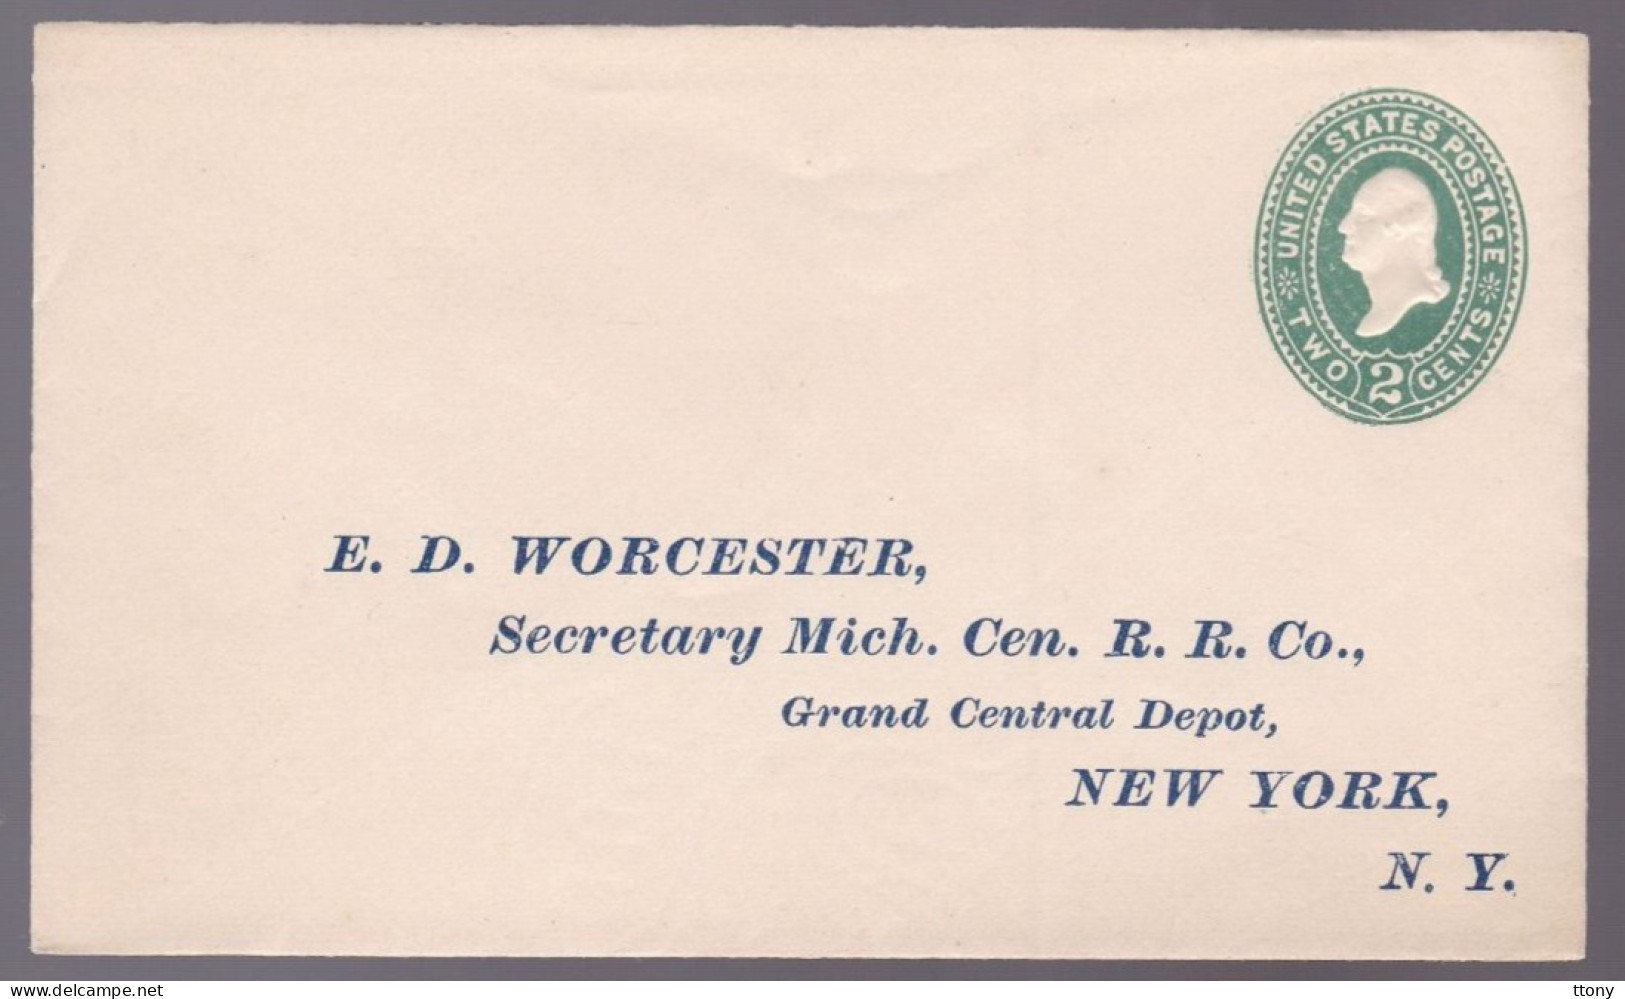 UNITED STATES POSTAGE
TWO 2 CENTS
E. D. WORCESTER,
Secretary Mich. Cen. R. R. Co.,
Grand Central Depot,
NEW YORK,
N. Y.
www.delcampe.net
ttony